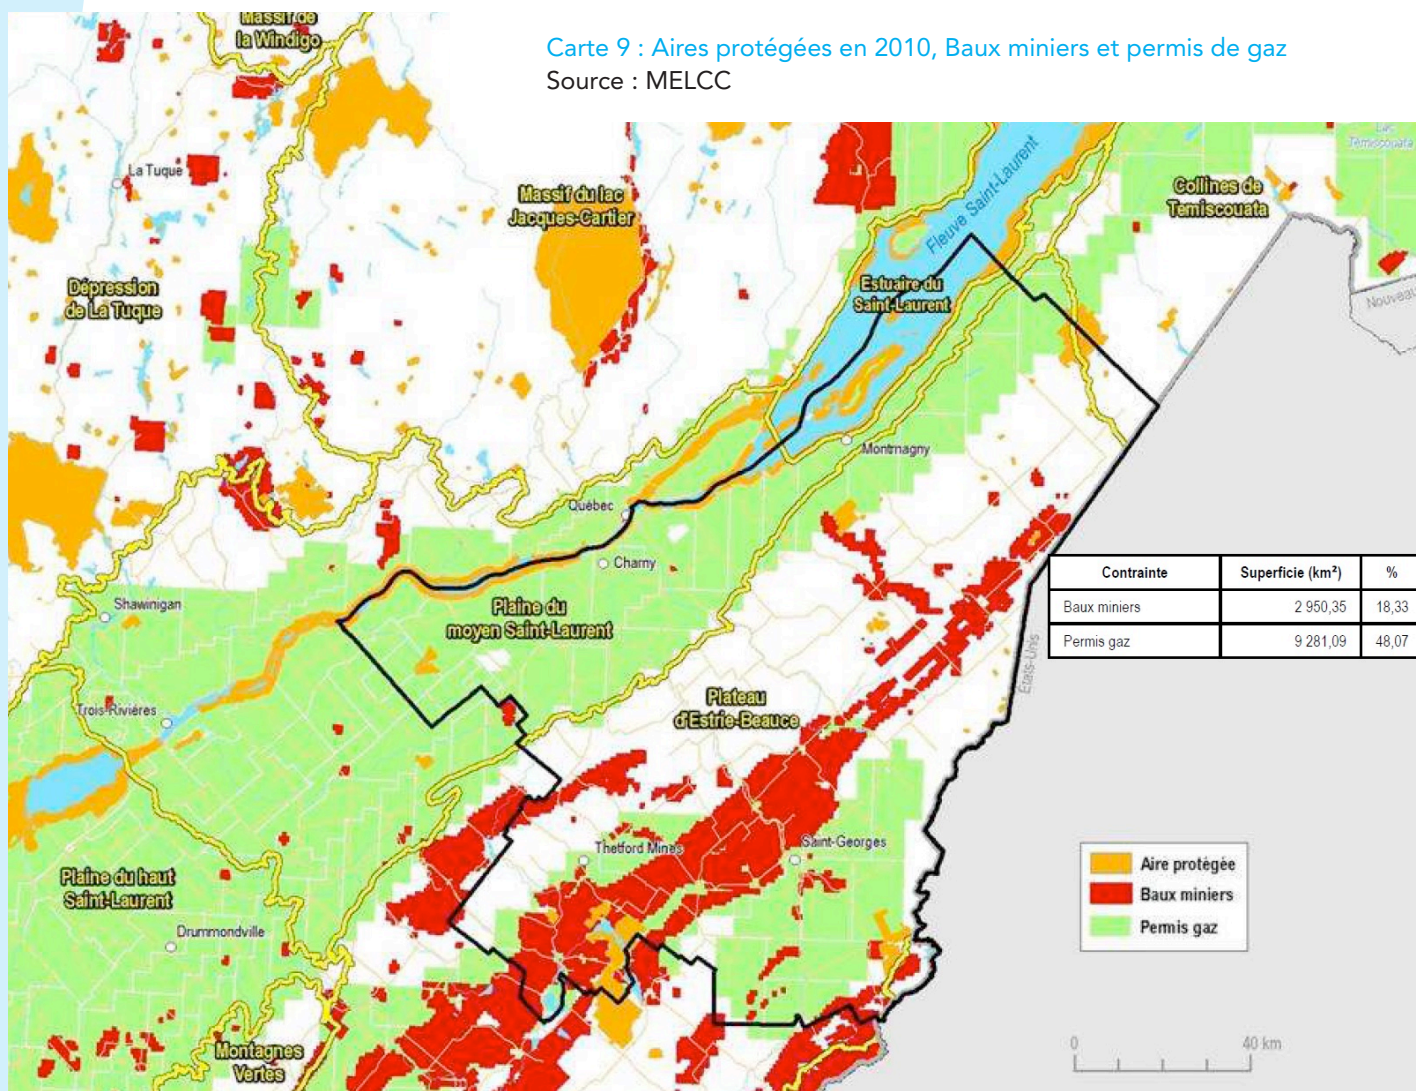 Massif de
la Windigo
Carte 9 : Aires protégées en 2010, Baux miniers et permis de gaz
Source : MELCC
La Tuque
Massif du lac
Jacques-Cartier
Fleuve Saint-Laurent
Collines de
Temiscouata
Lac
Témiscouata
Dépression
de La Tuque
Estuaire du
Saint-Laurent
Nouveau
Montmagny
Québec
Charny
Shawinigan
Plaine du
moyen Saint-Laurent
Contrainte Superficie (km²) %
Baux miniers 2 950,35 18,33
Permis gaz 9 281,09 48,07
États-Unis
Trois-Rivières
Plateau
d'Estrie-Beauce
Thetford Mines
Saint-Georges
Plaine du haut
Saint-Laurent
Drummondville
Aire protégée
Baux miniers
Permis gaz
Montagnes
Vertes
0 40 km